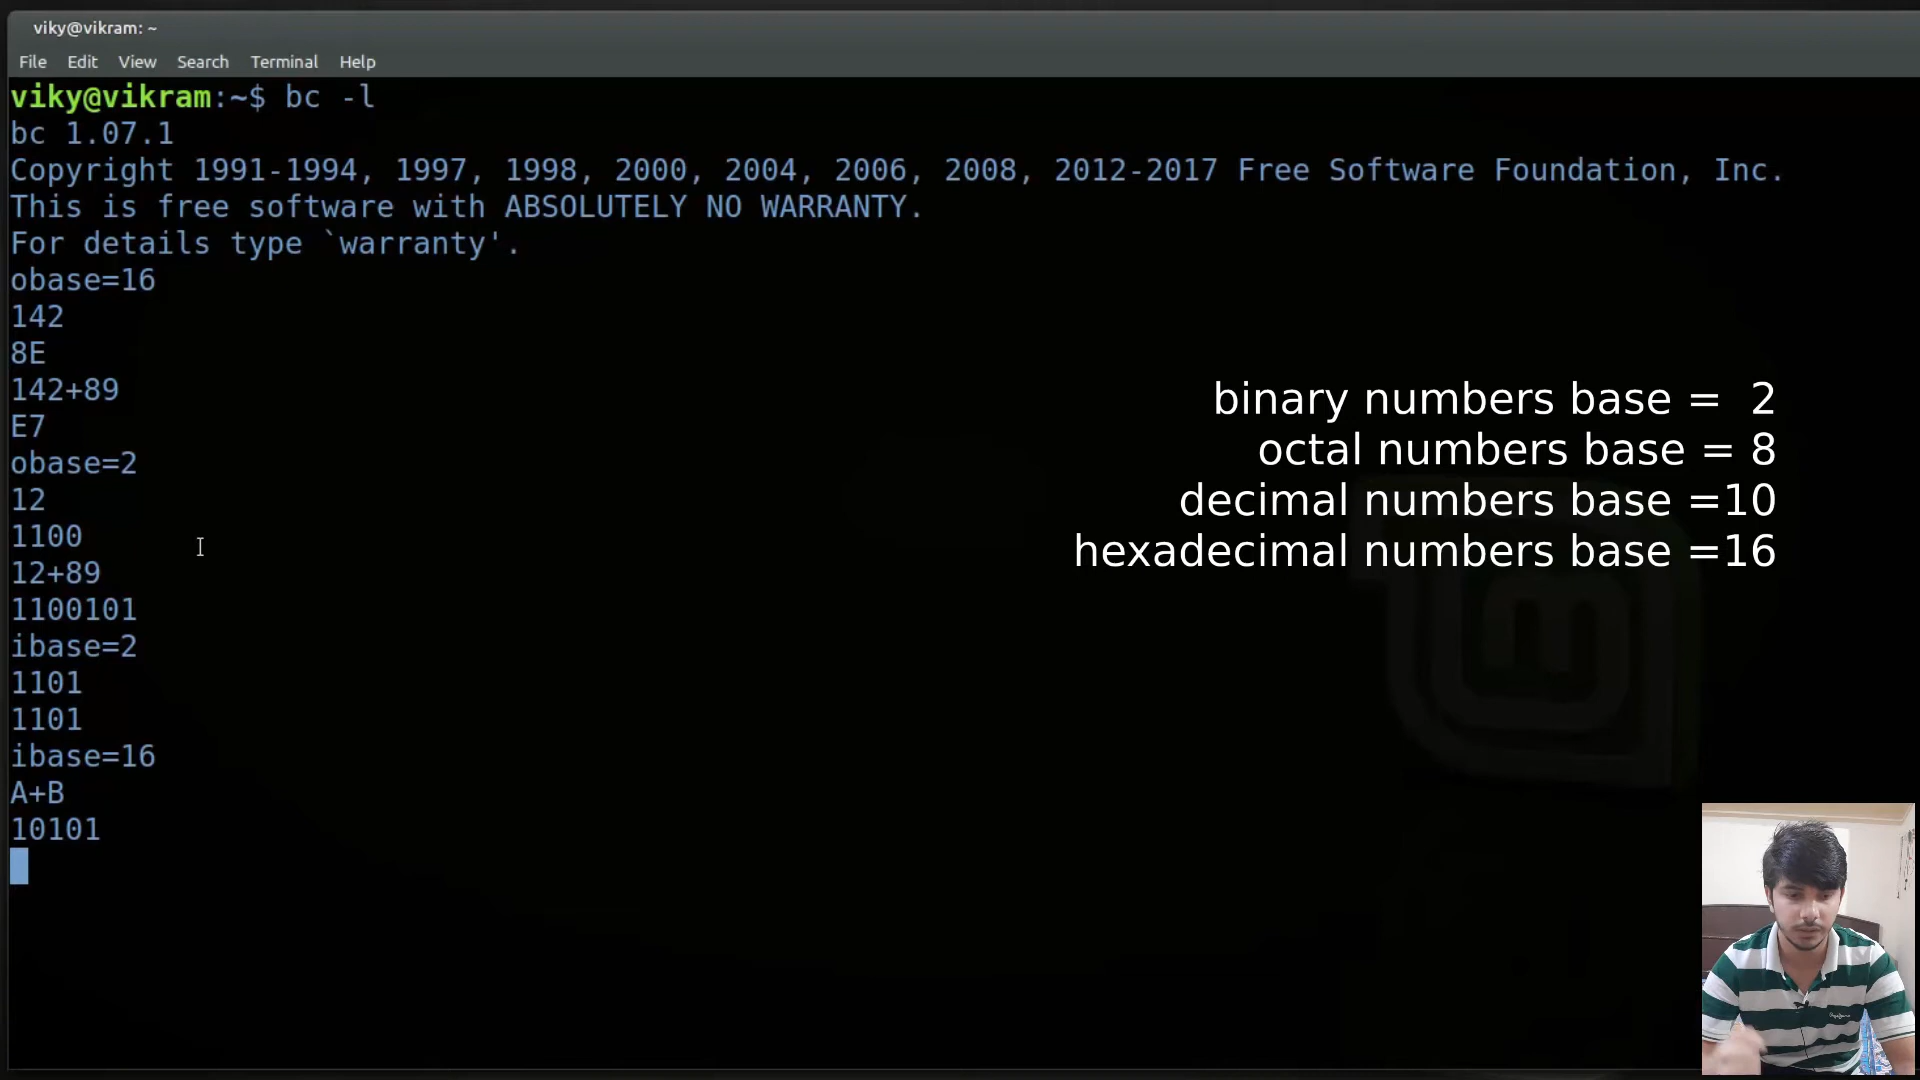 viky@vikram: ~
File Edit View Search Terminal Help
viky@vikram:~$ bc -l
bc 1.07.1
Copyright 1991-1994, 1997, 1998, 2000, 2004, 2006, 2008, 2012-2017 Free Software Foundation, Inc.
This is free software with ABSOLUTELY NO WARRANTY.
For details type `warranty'.
obase=16
142
8E
142+89
E7
obase=2
12
1100
12+89
1100101
ibase=2
1101
1101
ibase=16
A+B
10101
binary numbers base =  2
octal numbers base = 8
decimal numbers base =10
hexadecimal numbers base =16